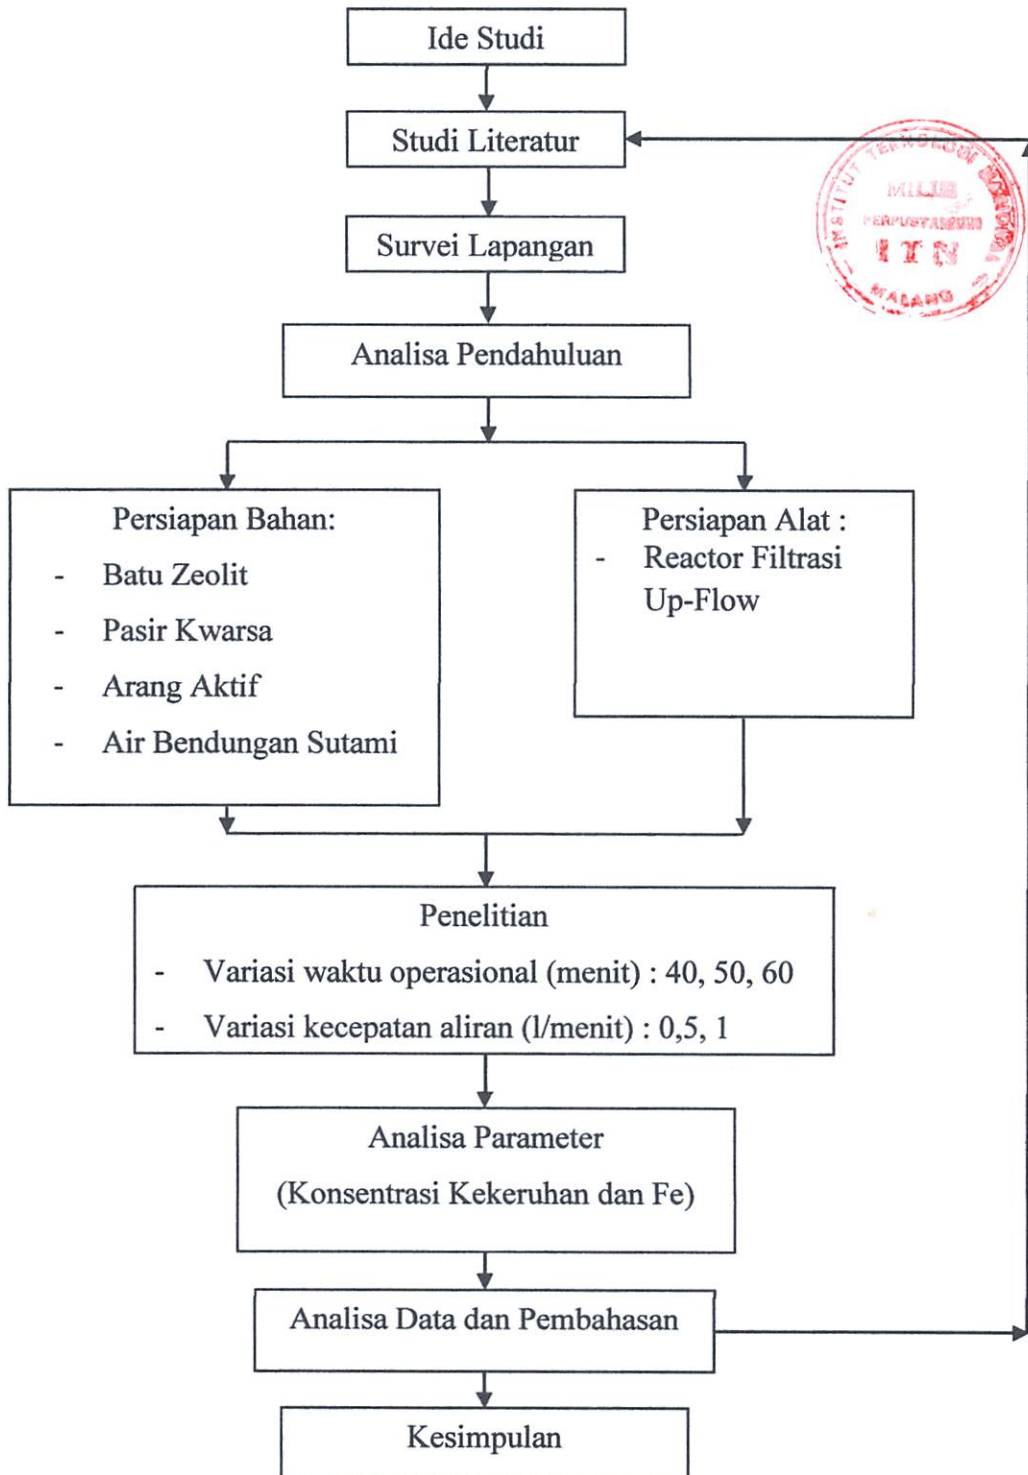 Ide Studi
Studi Literatur
INSTITUT TEKNOLOGI
MILIK
PERPUSTAKAAN
ITN
MALANG
Survei Lapangan
Analisa Pendahuluan
Persiapan Bahan:
- Batu Zeolit
- Pasir Kwarsa
- Arang Aktif
- Air Bendungan Sutami
Persiapan Alat :
- Reactor Filtrasi
Up-Flow
Penelitian
- Variasi waktu operasional (menit) : 40, 50, 60
- Variasi kecepatan aliran (l/menit) : 0,5, 1
Analisa Parameter
(Konsentrasi Kekeruhan dan Fe)
Analisa Data dan Pembahasan
Kesimpulan